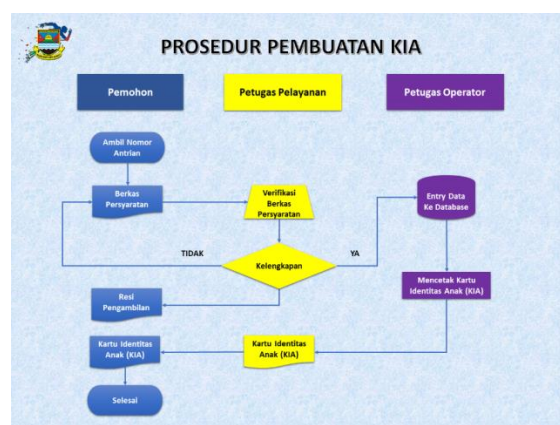 PROSEDUR PEMBUATAN KIA
Pemohon
Petugas Pelayanan
Petugas Operator
Ambil Nomor
Antrian
Berkas
Persyaratan
Verifikasi
Berkas
Persyaratan
Entry Data
Ke Database
TIDAK
Kelengkapan
YA
Resi
Pengambilan
Mencetak Kartu
Identitas Anak (KIA)
Kartu Identitas
Anak (KIA)
Kartu Identitas
Anak (KIA)
Selesai